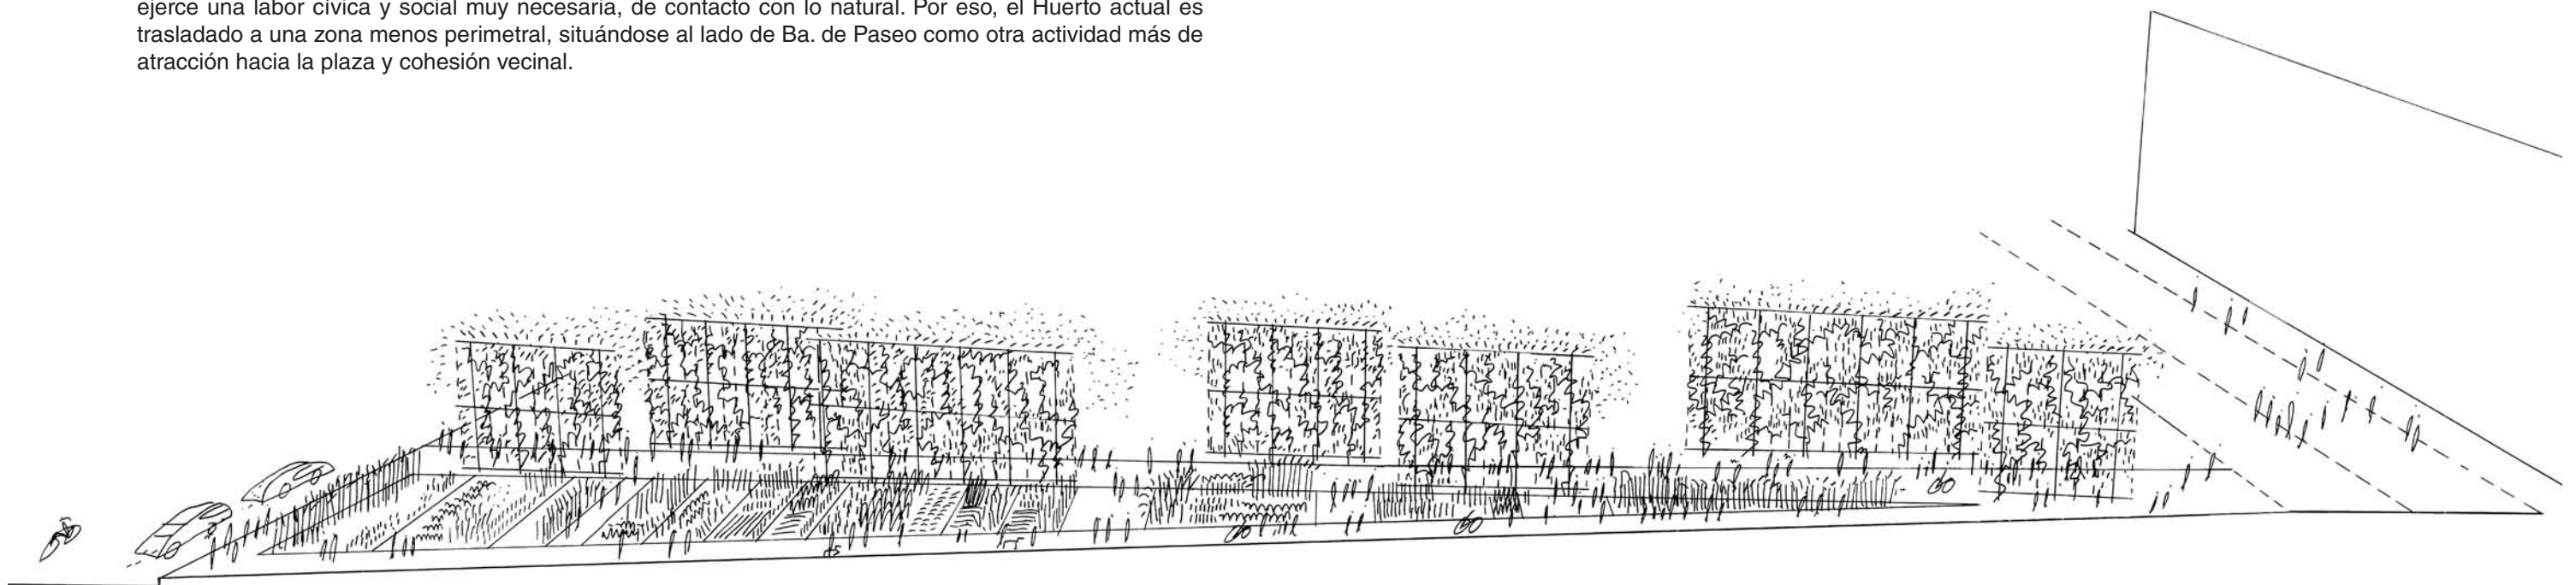 ejerce una labor cívica y social muy necesaria, de contacto con lo natural. Por eso, el Huerto actual es
trasladado a una zona menos perimetral, situándose al lado de Ba. de Paseo como otra actividad más de
atracción hacia la plaza y cohesión vecinal.